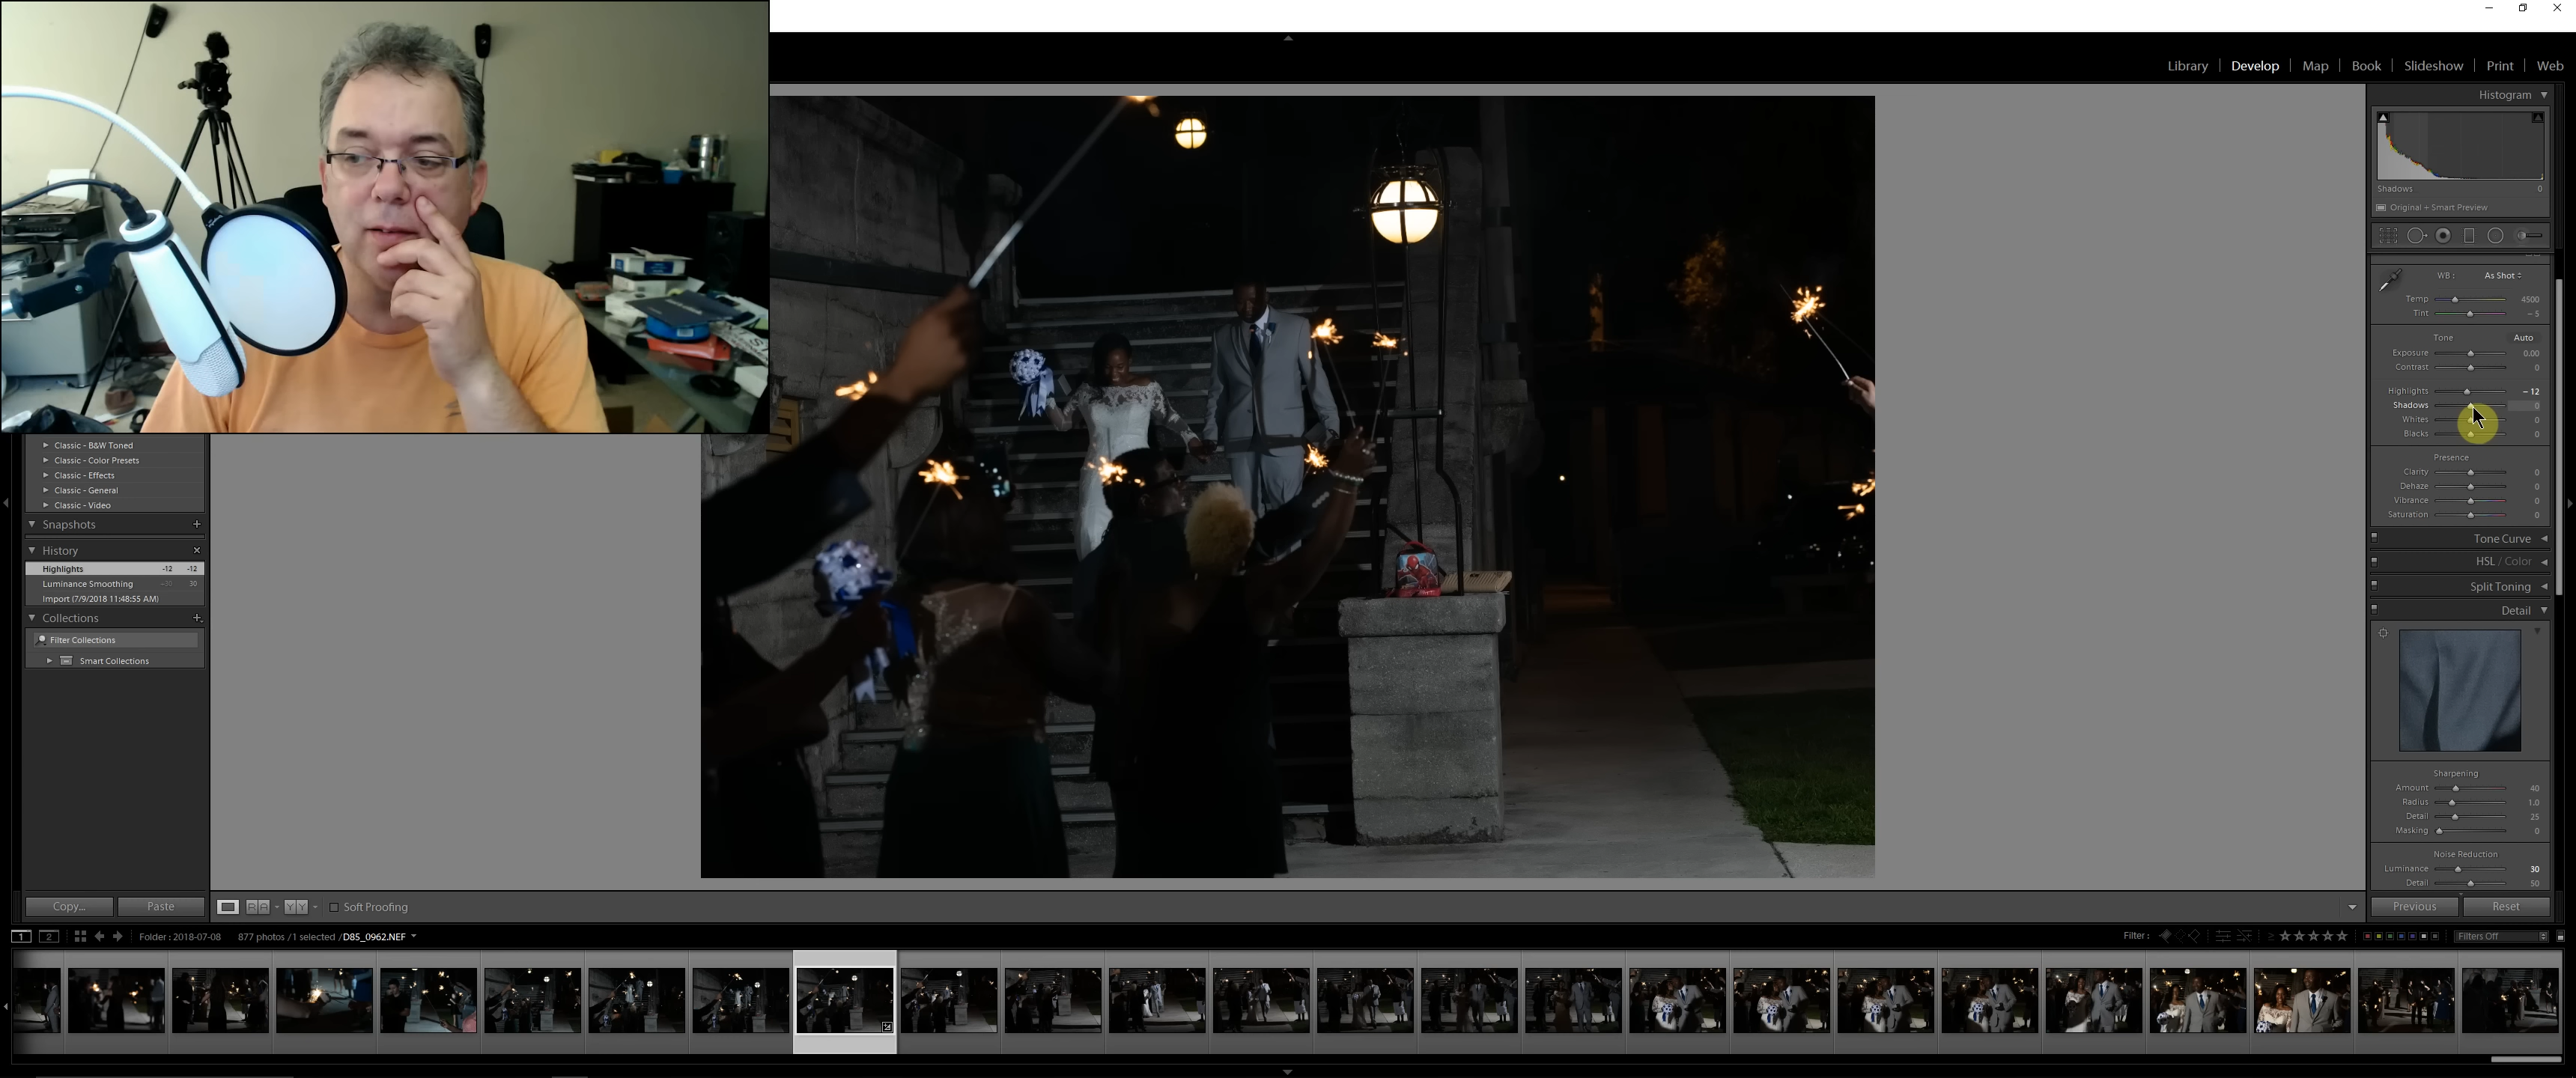 Library | Develop | Map | Book | Slideshow | Print | Web
Histogram
Shadows 0
Original + Smart Preview
WB : As Shot
Temp 4500
Tint - 5
Tone Auto
Exposure 0.00
Contrast 0
Highlights - 12
Shadows 0
Whites 0
Blacks 0
Presence
Clarity 0
Dehaze 0
Vibrance 0
Saturation 0
Tone Curve
HSL / Color
Split Toning
Detail
Sharpening
Amount 40
Radius 1.0
Detail 25
Masking 0
Noise Reduction
Luminance 30
Detail 50
Previous Reset
Classic - B&W Toned
Classic - Color Presets
Classic - Effects
Classic - General
Classic - Video
Snapshots
History
Highlights -12 -12
Luminance Smoothing -30 30
Import (7/9/2018 11:48:55 AM)
Collections
Filter Collections
Smart Collections
Copy... Paste
R A Y Y Soft Proofing
1 2 Folder : 2018-07-08 877 photos / 1 selected / D85_0962.NEF Filter : Filters Off